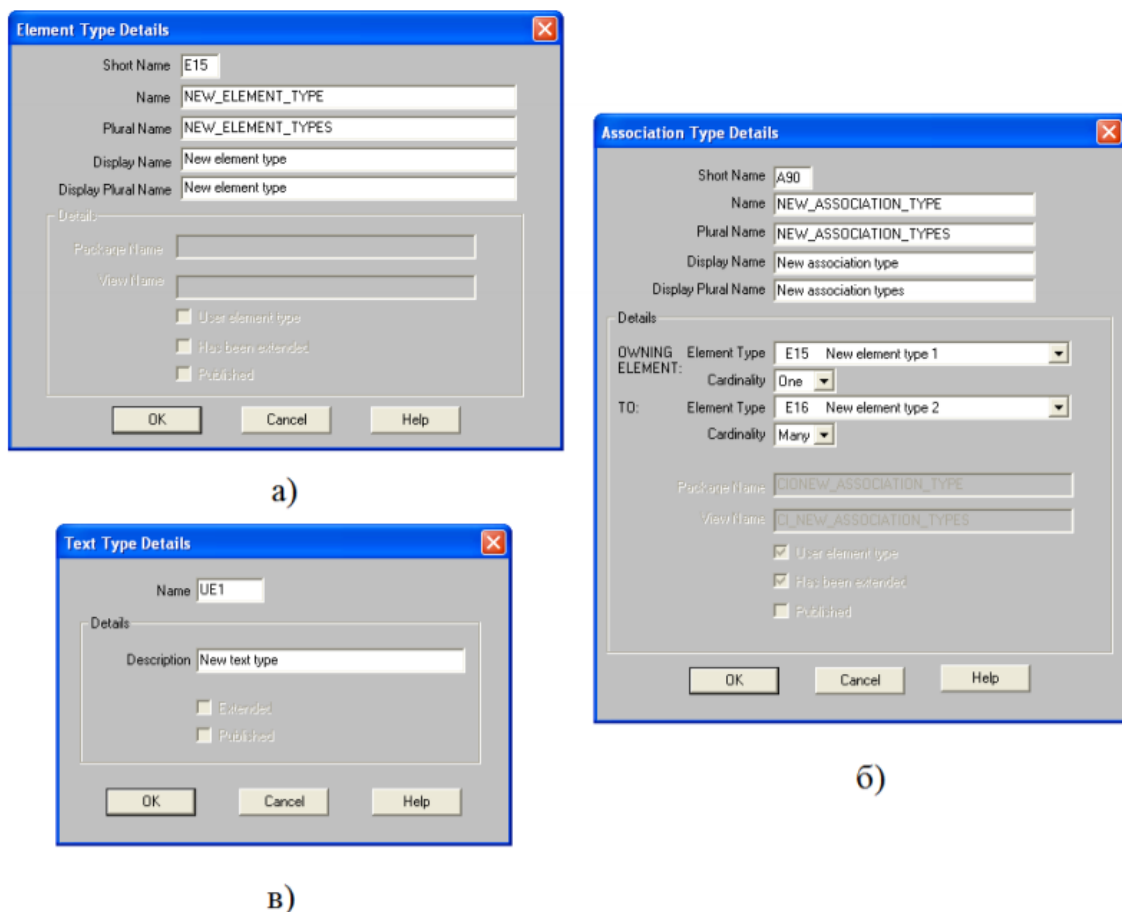 Element Type Details
Short Name E15
Name NEW_ELEMENT_TYPE
Plural Name NEW_ELEMENT_TYPES
Display Name New element type
Display Plural Name New element type
Details
Package Name
View Name
User element type
Has been extended
Published
OK Cancel Help
а)
Association Type Details
Short Name A90
Name NEW_ASSOCIATION_TYPE
Plural Name NEW_ASSOCIATION_TYPES
Display Name New association type
Display Plural Name New association types
Details
OWNING ELEMENT: Element Type E15 New element type 1
Cardinality One
TO: Element Type E16 New element type 2
Cardinality Many
Package Name CIONEW_ASSOCIATION_TYPE
View Name CI_NEW_ASSOCIATION_TYPES
User element type
Has been extended
Published
OK Cancel Help
б)
Text Type Details
Name UE1
Details
Description New text type
Extended
Published
OK Cancel Help
в)